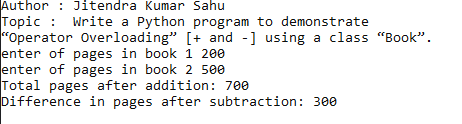 Author : Jitendra Kumar Sahu
Topic :  Write a Python program to demonstrate
“Operator Overloading” [+ and -] using a class “Book”.
enter of pages in book 1 200
enter of pages in book 2 500
Total pages after addition: 700
Difference in pages after subtraction: 300